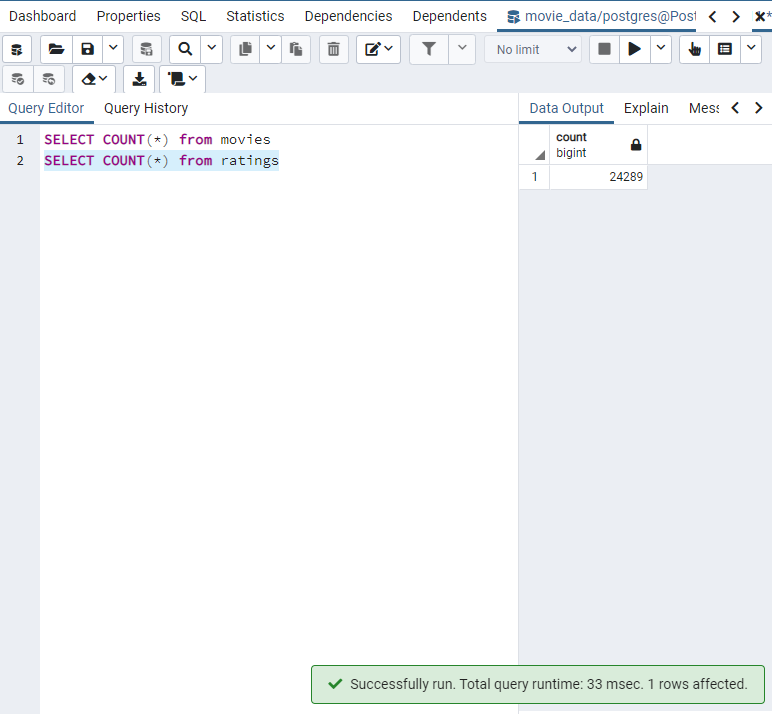 Dashboard Properties SQL Statistics Dependencies Dependents movie_data/postgres@Post
No limit
Query Editor Query History
Data Output Explain Mess
1 SELECT COUNT(*) from movies
2 SELECT COUNT(*) from ratings
count
bigint
1 24289
Successfully run. Total query runtime: 33 msec. 1 rows affected.